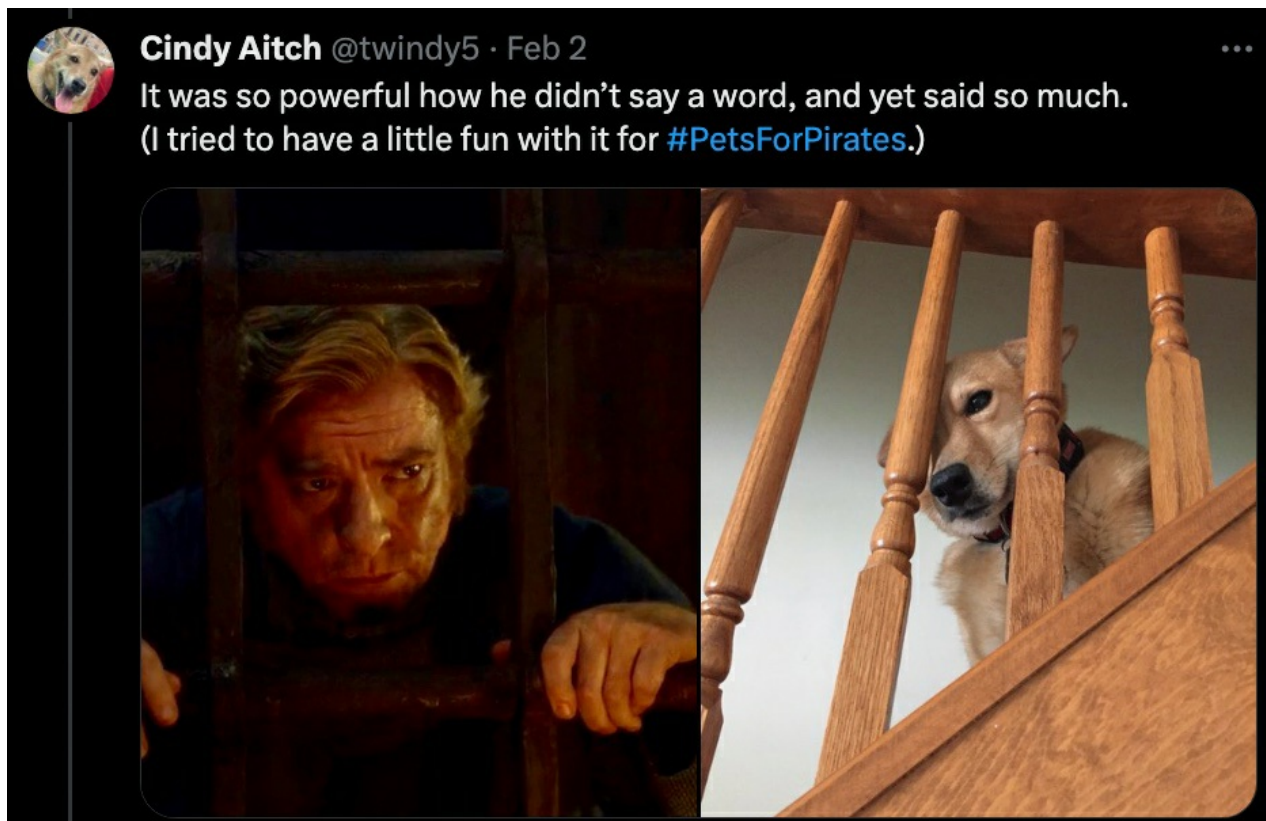 Cindy Aitch @twindy5 · Feb 2
It was so powerful how he didn’t say a word, and yet said so much.
(I tried to have a little fun with it for #PetsForPirates.)